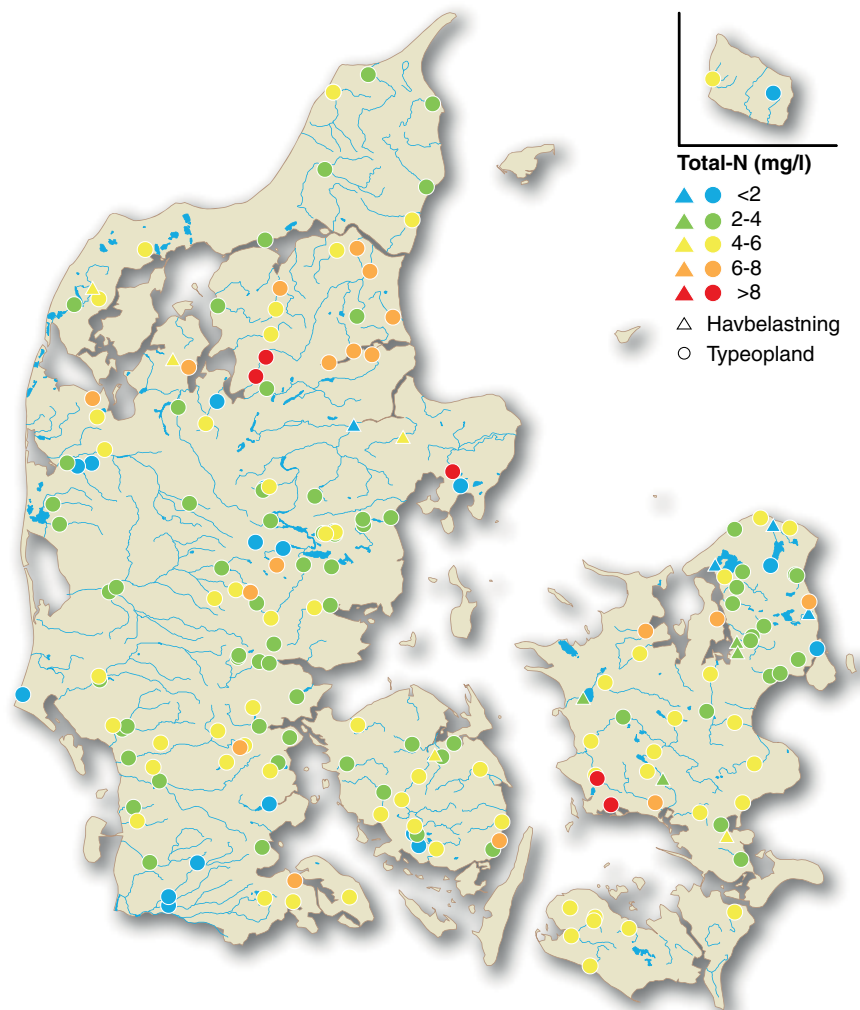 Total-N (mg/l)
<2
2-4
4-6
6-8
>8
Havbelastning
Typeopland